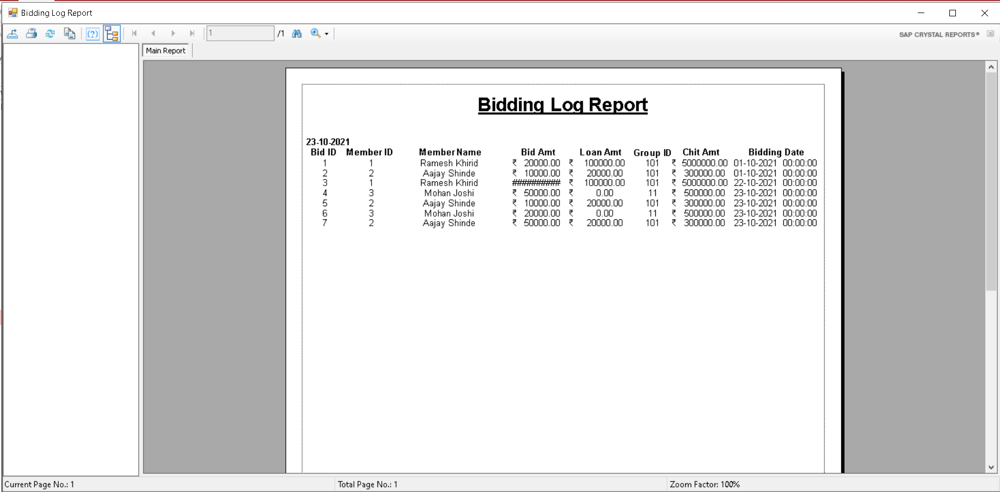 Bidding Log Report
1 /1 SAP CRYSTAL REPORTS®
Main Report
Bidding Log Report
23-10-2021
Bid ID Member ID Member Name Bid Amt Loan Amt Group ID Chit Amt Bidding Date
1 1 Ramesh Khirid ₹ 20000.00 ₹ 100000.00 101 ₹ 5000000.00 01-10-2021 00:00:00
2 2 Aajay Shinde ₹ 10000.00 ₹ 20000.00 101 ₹ 300000.00 01-10-2021 00:00:00
3 1 Ramesh Khirid ########## ₹ 100000.00 101 ₹ 5000000.00 22-10-2021 00:00:00
4 3 Mohan Joshi ₹ 50000.00 ₹ 0.00 11 ₹ 500000.00 23-10-2021 00:00:00
5 2 Aajay Shinde ₹ 10000.00 ₹ 20000.00 101 ₹ 300000.00 23-10-2021 00:00:00
6 3 Mohan Joshi ₹ 20000.00 ₹ 0.00 11 ₹ 500000.00 23-10-2021 00:00:00
7 2 Aajay Shinde ₹ 50000.00 ₹ 20000.00 101 ₹ 300000.00 23-10-2021 00:00:00
Current Page No.: 1 Total Page No.: 1 Zoom Factor: 100%